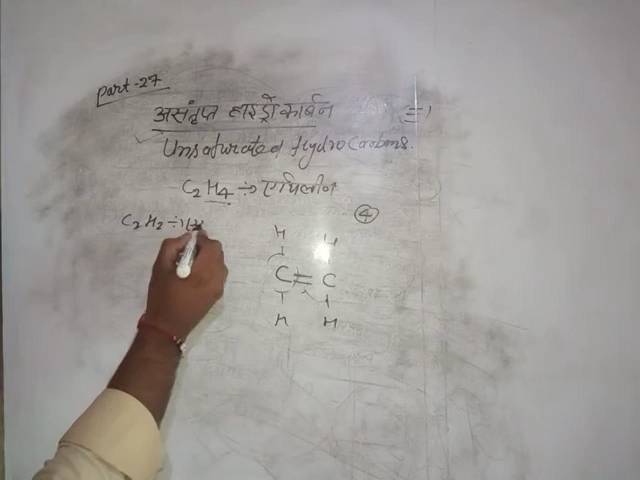 Part-27
असंतृप्त हाइड्रोकार्बन (=)
Unsaturated Hydrocarbons.
C₂H₄ → एथिलीन
C₂H₂ ÷
④
H H
C = C
H H